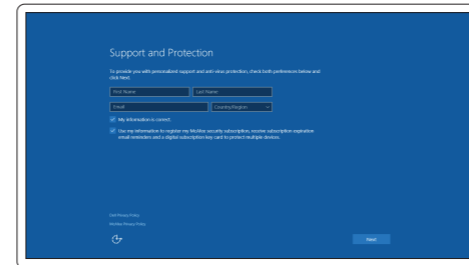 Support and Protection
To provide you with personalized support and anti-virus protection, check both preferences below and
click Next.
First Name
Last Name
Email
Country/Region
My information is correct.
Use my information to register my McAfee security subscription, receive subscription expiration
email reminders and a digital subscription key card to protect multiple devices.
Dell Privacy Policy
McAfee Privacy Policy
Next